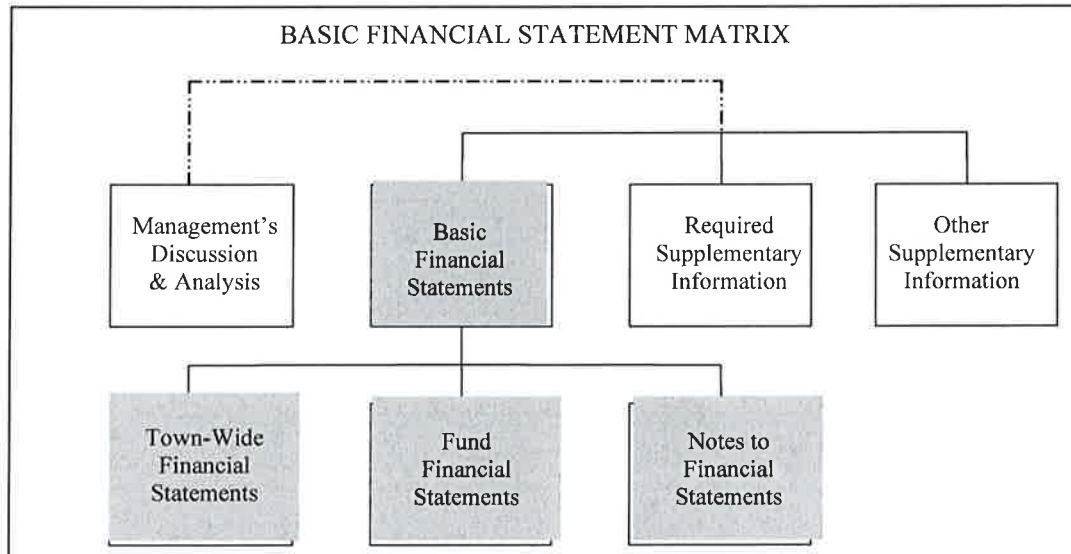 BASIC FINANCIAL STATEMENT MATRIX
Management's
Discussion
& Analysis
Basic
Financial
Statements
Required
Supplementary
Information
Other
Supplementary
Information
Town-Wide
Financial
Statements
Fund
Financial
Statements
Notes to
Financial
Statements